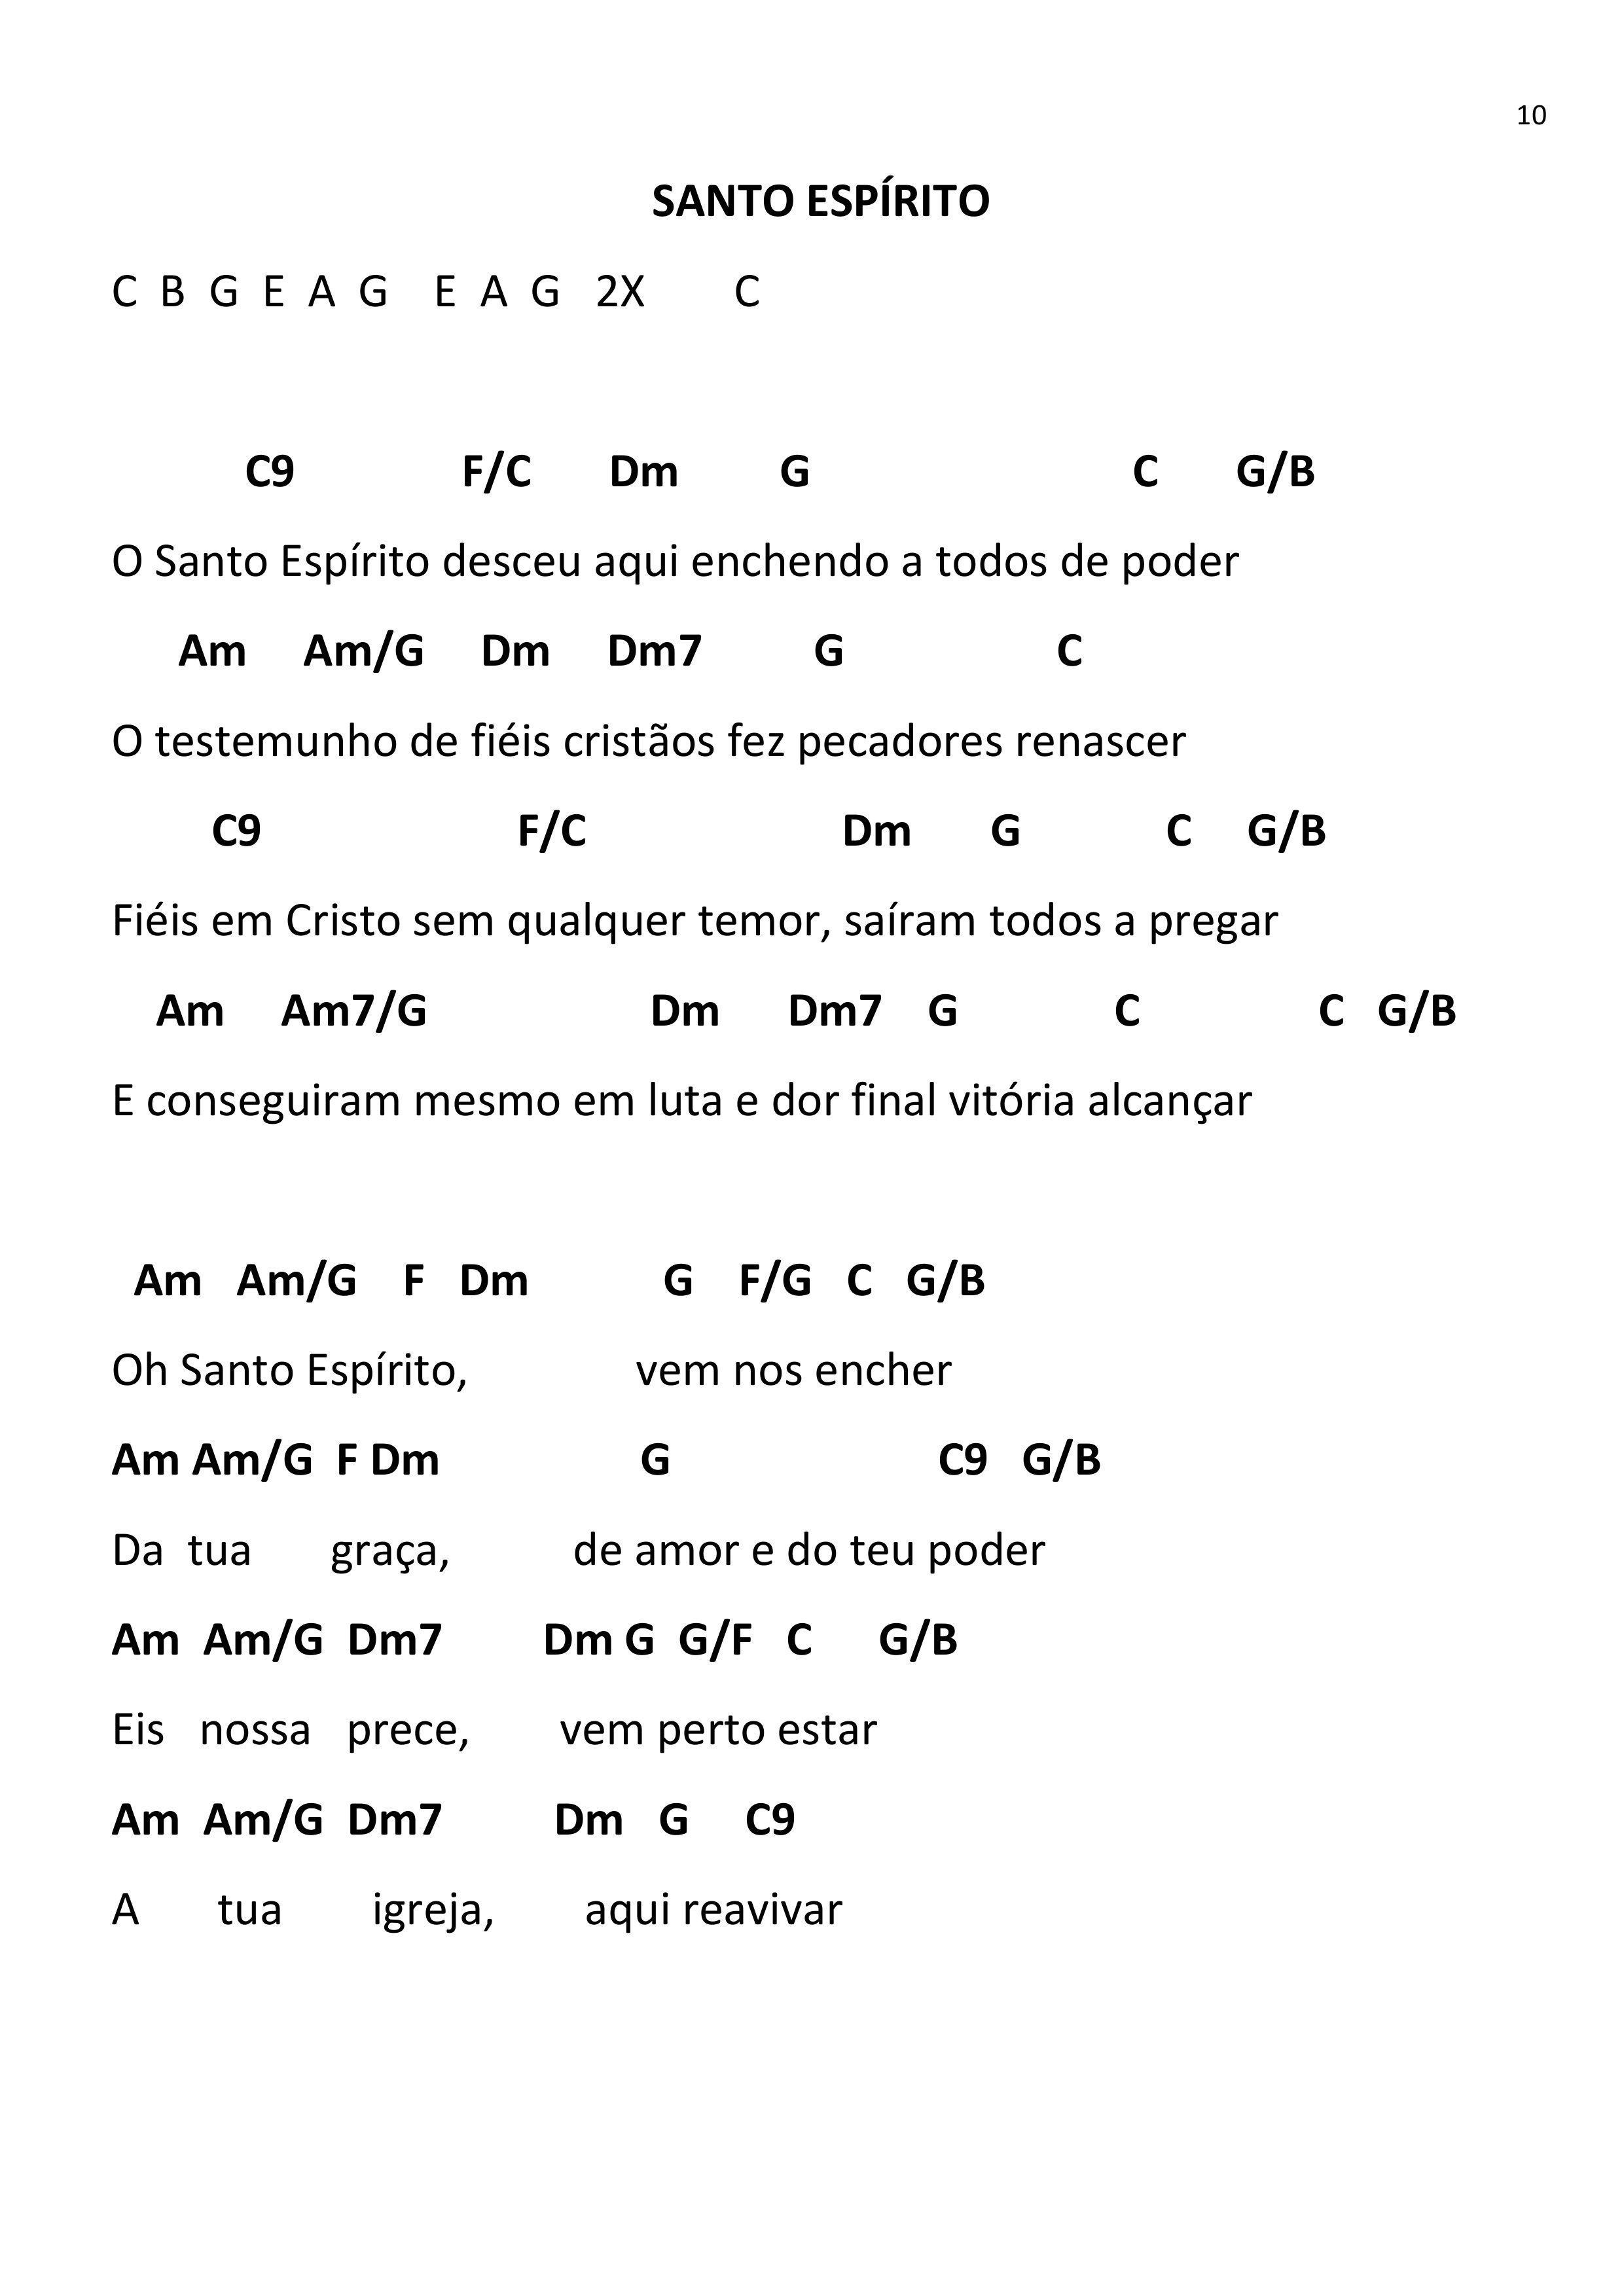 10
SANTO ESPÍRITO
C B G E A G E A G 2X C
C9 F/C Dm G C G/B
O Santo Espírito desceu aqui enchendo a todos de poder
Am Am/G Dm Dm7 G C
O testemunho de fiéis cristãos fez pecadores renascer
C9 F/C Dm G C G/B
Fiéis em Cristo sem qualquer temor, saíram todos a pregar
Am Am7/G Dm Dm7 G C C G/B
E conseguiram mesmo em luta e dor final vitória alcançar
Am Am/G F Dm G F/G C G/B
Oh Santo Espírito, vem nos encher
Am Am/G F Dm G C9 G/B
Da tua graça, de amor e do teu poder
Am Am/G Dm7 Dm G G/F C G/B
Eis nossa prece, vem perto estar
Am Am/G Dm7 Dm G C9
A tua igreja, aqui reavivar